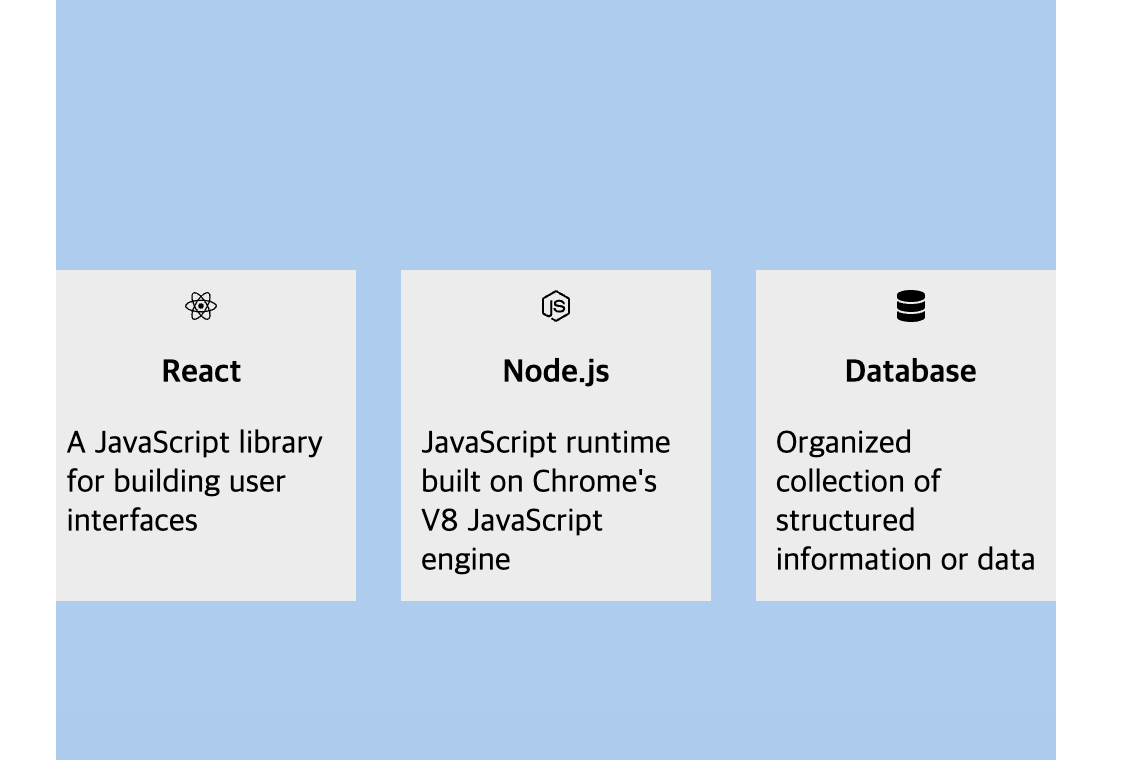 JS
React
Node.js
Database
A JavaScript library
for building user
interfaces
JavaScript runtime
built on Chrome's
V8 JavaScript
engine
Organized
collection of
structured
information or data